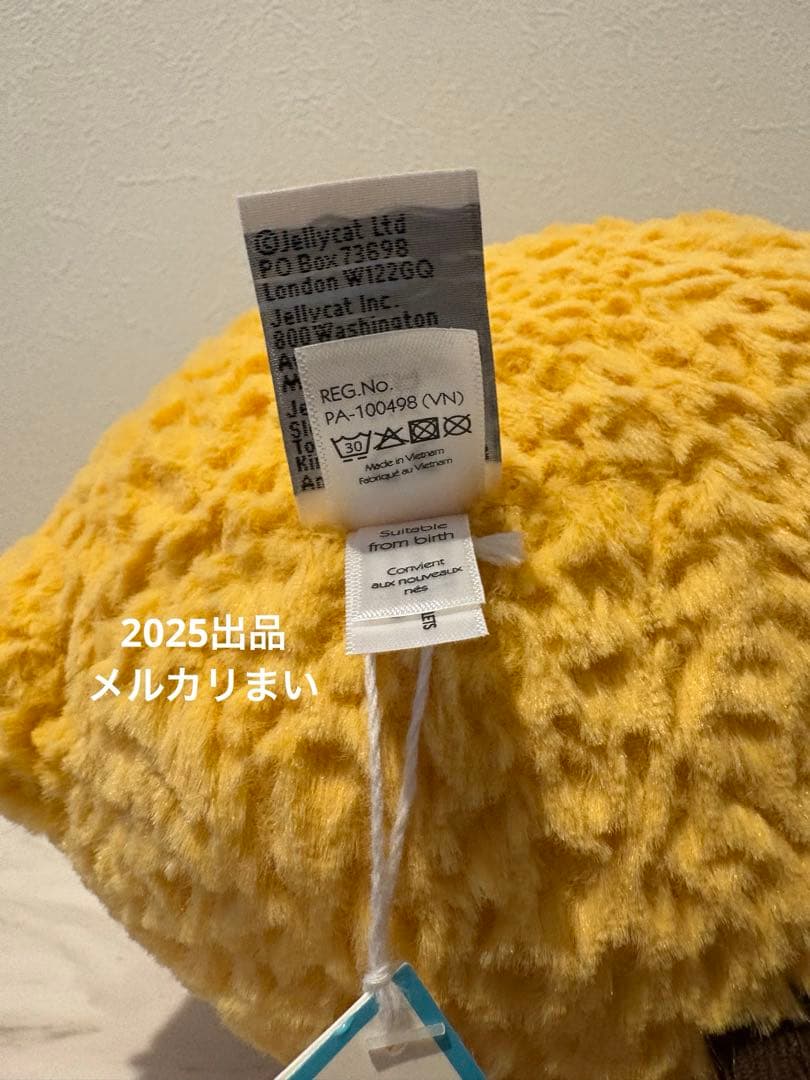 ©Jellycat Ltd
PO Box 73698
London W122GQ
Jellycat Inc.
800 Washington
REG.No.
PA-100498 (VN)
30
Made in Vietnam
Fabriqué au Vietnam
Suitable
from birth
Convient
aux nouveaux
nés
2025出品
メルカリまい